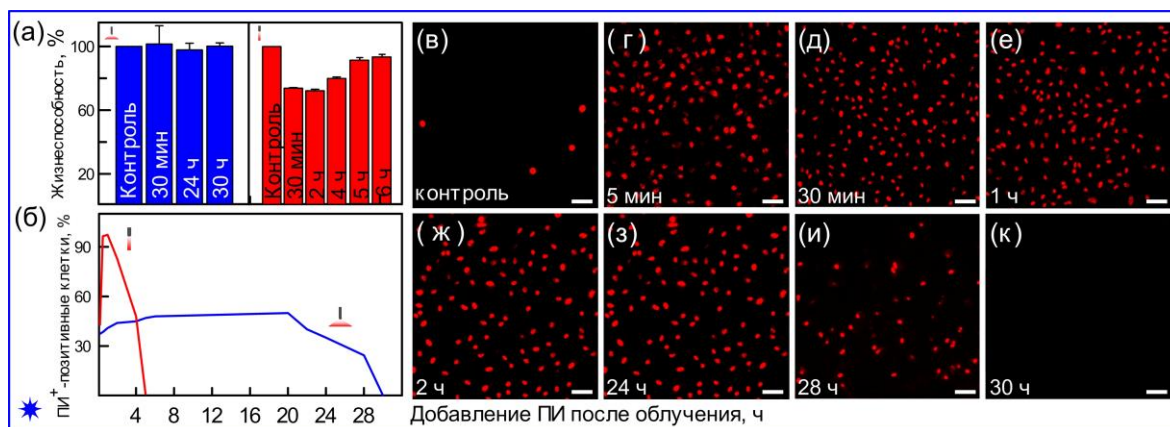 (а)
Жизнеспособность, %
100
60
20
Контроль
30 мин
24 ч
30 ч
Контроль
30 мин
2 ч
4 ч
5 ч
6 ч
(б)
ПИ+-позитивные клетки, %
90
60
30
4 8 12 16 20 24 28
Добавление ПИ после облучения, ч
(в)
контроль
(г)
5 мин
(д)
30 мин
(е)
1 ч
(ж)
2 ч
(з)
24 ч
(и)
28 ч
(к)
30 ч